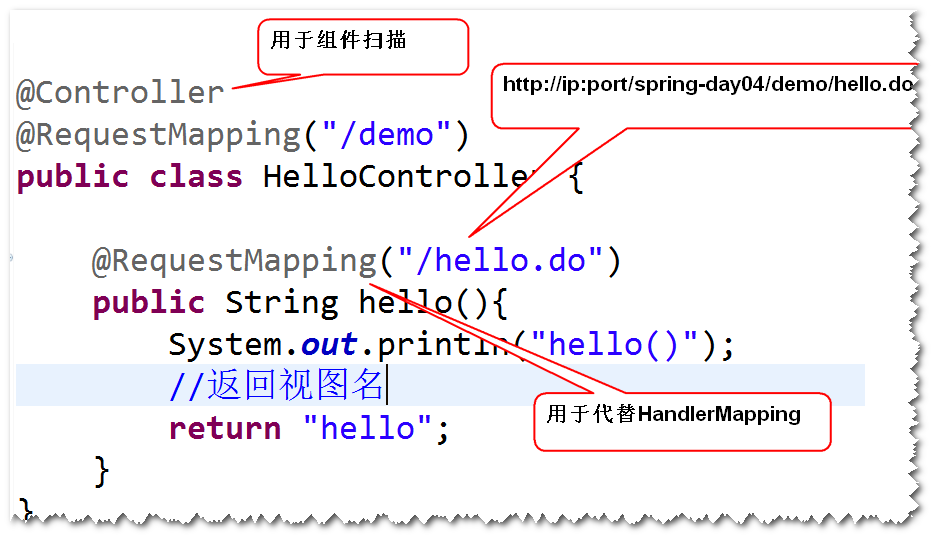 用于组件扫描
http://ip:port/spring-day04/demo/hello.do
@Controller
@RequestMapping("/demo")
public class HelloController {
@RequestMapping("/hello.do")
public String hello(){
System.out.println("hello()");
//返回视图名
return "hello";
用于代替HandlerMapping
}
}